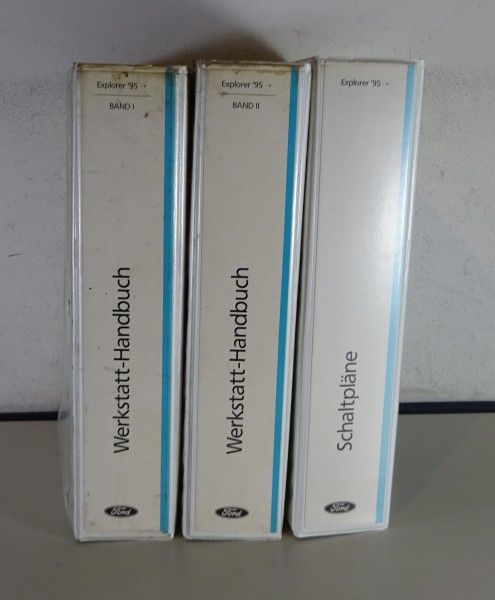 Explorer '95 →
BAND I
Werkstatt-Handbuch
Ford
Explorer '95 →
BAND II
Werkstatt-Handbuch
Ford
Explorer '95 →
Schaltpläne
Ford